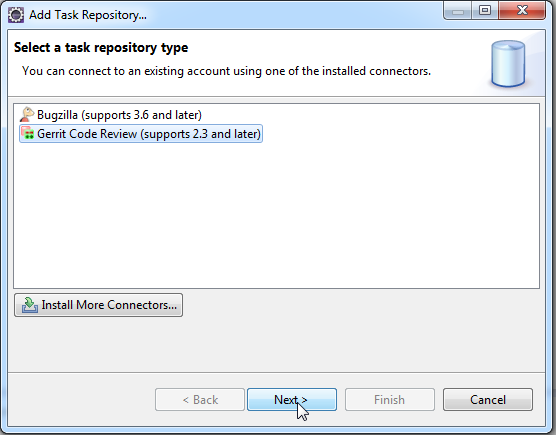 Add Task Repository...
Select a task repository type
You can connect to an existing account using one of the installed connectors.
Bugzilla (supports 3.6 and later)
Gerrit Code Review (supports 2.3 and later)
Install More Connectors...
< Back
Next >
Finish
Cancel